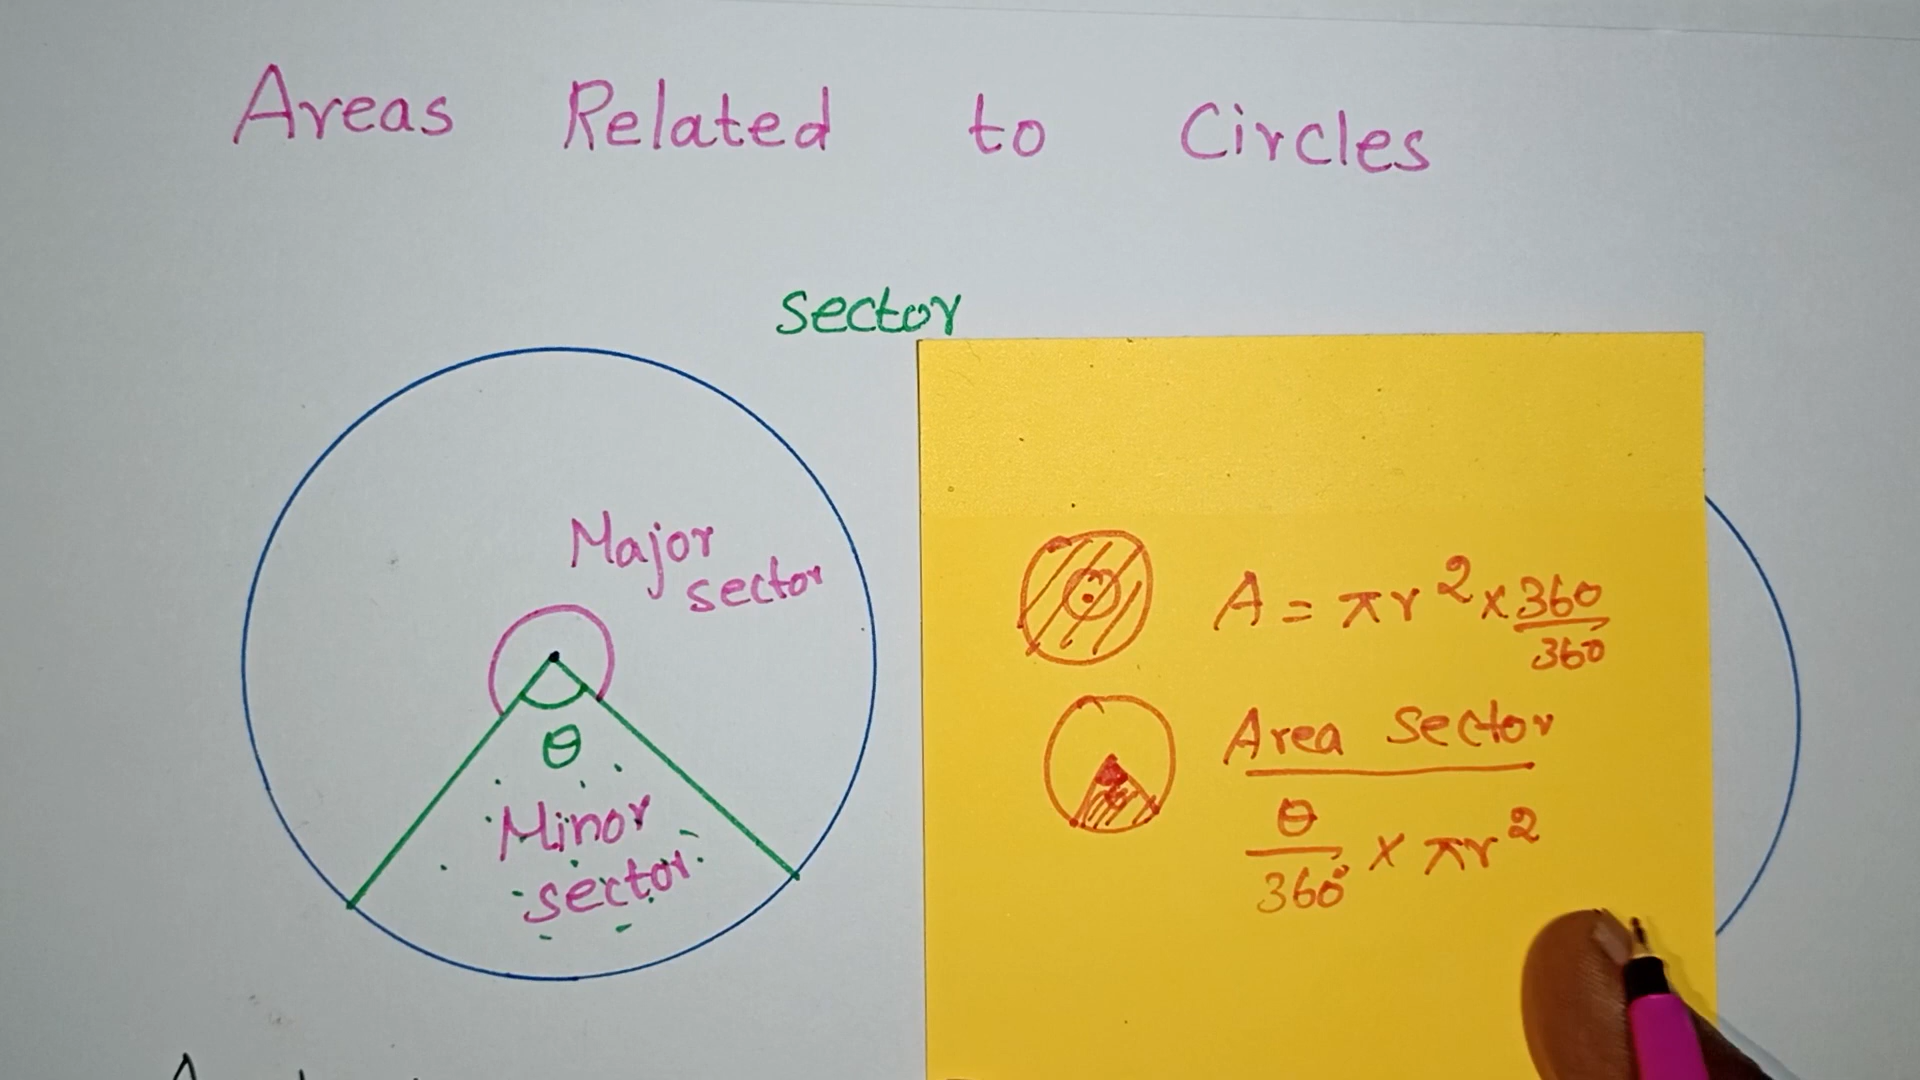 Areas Related to Circles
sector
Major
sector
θ
Minor
sector
A = πr² × 360/360
Area sector
θ/360° × πr²